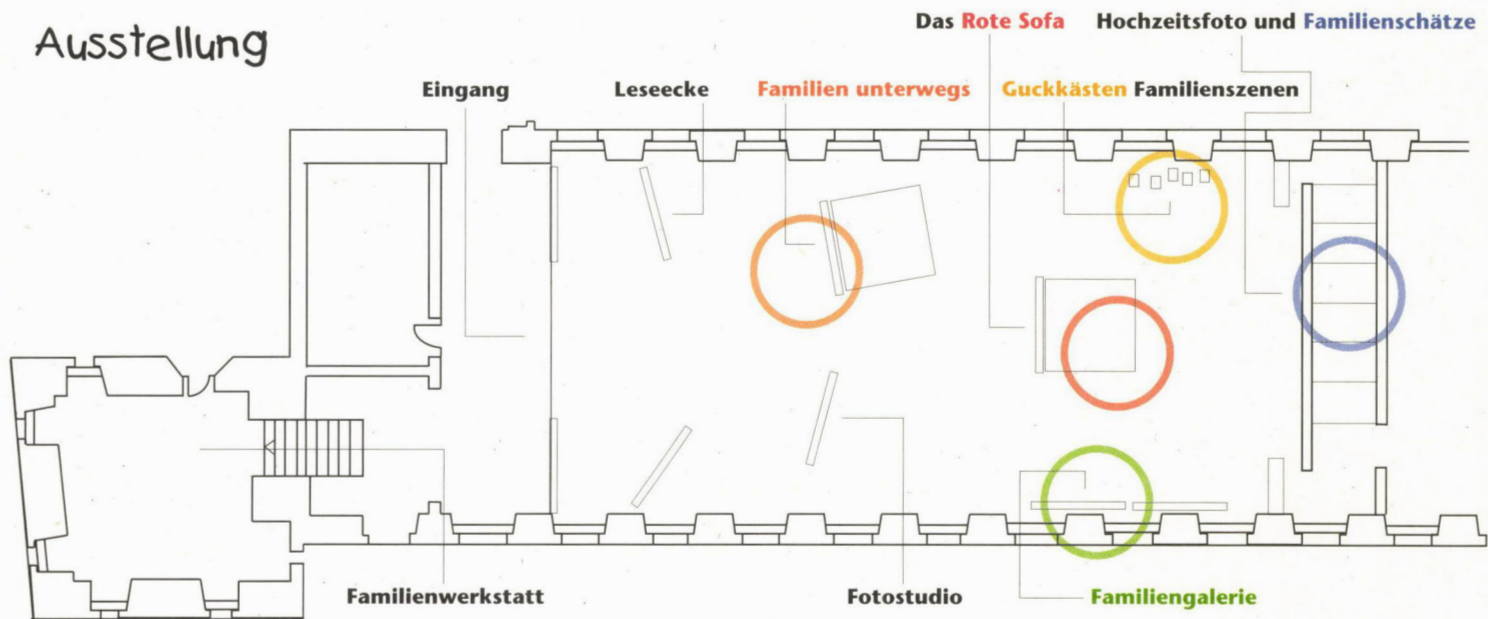 Ausstellung
Das Rote Sofa
Hochzeitsfoto und Familienschätze
Eingang
Leseecke
Familien unterwegs
Guckkästen Familienszenen
Familienwerkstatt
Fotostudio
Familiengalerie